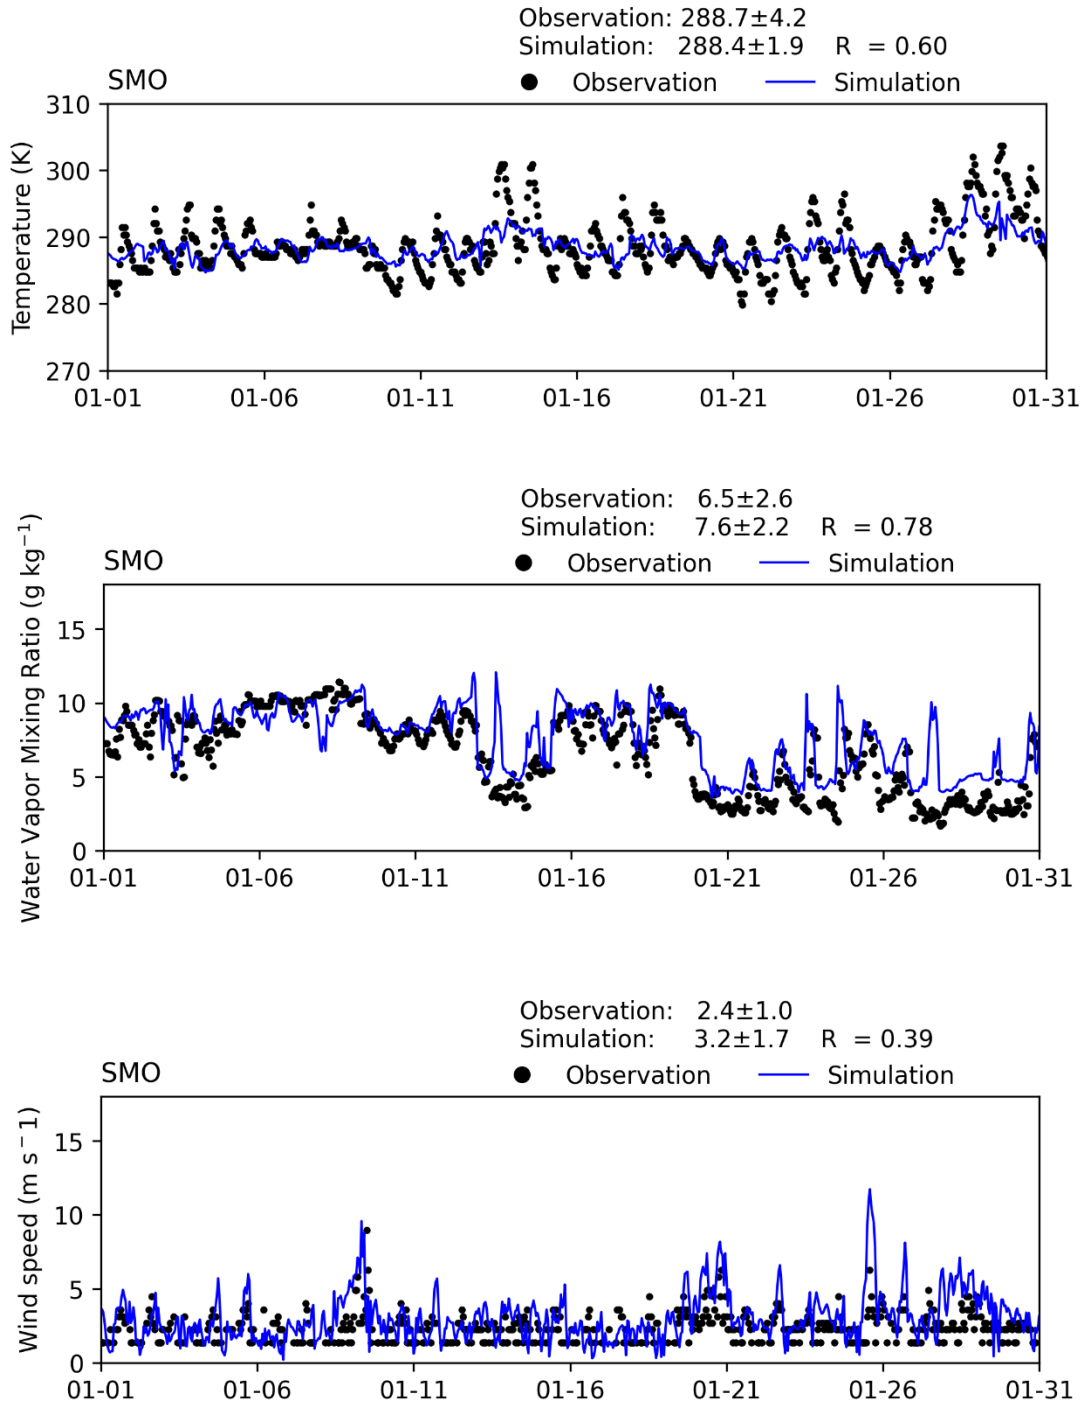 Observation: 288.7±4.2
Simulation: 288.4±1.9 R = 0.60
SMO
Observation Simulation
Temperature (K)
310
300
290
280
270
01-01 01-06 01-11 01-16 01-21 01-26 01-31
Observation: 6.5±2.6
Simulation: 7.6±2.2 R = 0.78
SMO
Observation Simulation
Water Vapor Mixing Ratio (g kg⁻¹)
15
10
5
0
01-01 01-06 01-11 01-16 01-21 01-26 01-31
Observation: 2.4±1.0
Simulation: 3.2±1.7 R = 0.39
SMO
Observation Simulation
Wind speed (m s⁻1)
15
10
5
0
01-01 01-06 01-11 01-16 01-21 01-26 01-31